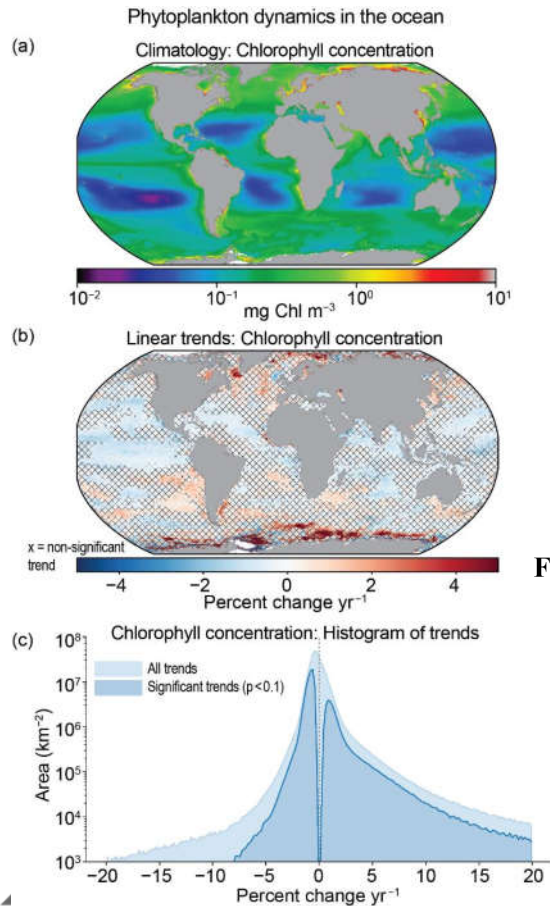 Phytoplankton dynamics in the ocean
(a)
Climatology: Chlorophyll concentration
10⁻² 10⁻¹ 10⁰ 10¹
mg Chl m⁻³
(b)
Linear trends: Chlorophyll concentration
x = non-significant
trend
−4 −2 0 2 4
Percent change yr⁻¹
F
(c)
Chlorophyll concentration: Histogram of trends
10⁸
All trends
10⁷
Significant trends (p<0.1)
10⁶
Area (km⁻²)
10⁵
10⁴
10³
−20 −15 −10 −5 0 5 10 15 20
Percent change yr⁻¹